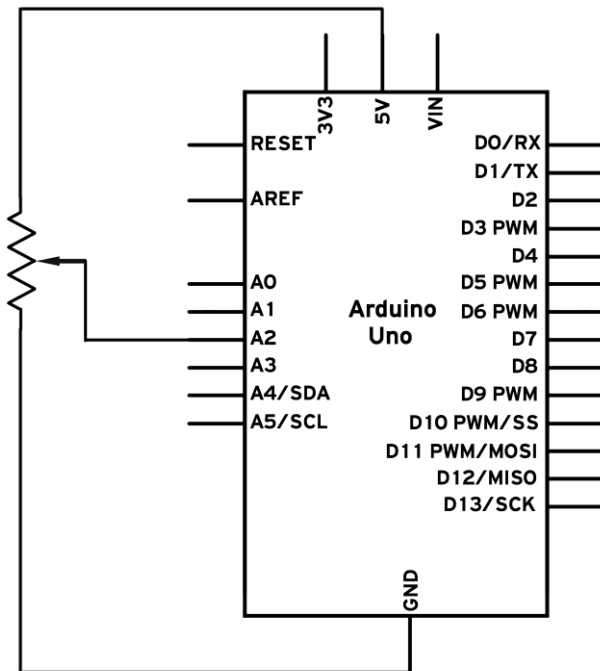 3V3
5V
VIN
RESET
AREF
A0
A1
A2
A3
A4/SDA
A5/SCL
Arduino
Uno
D0/RX
D1/TX
D2
D3 PWM
D4
D5 PWM
D6 PWM
D7
D8
D9 PWM
D10 PWM/SS
D11 PWM/MOSI
D12/MISO
D13/SCK
GND